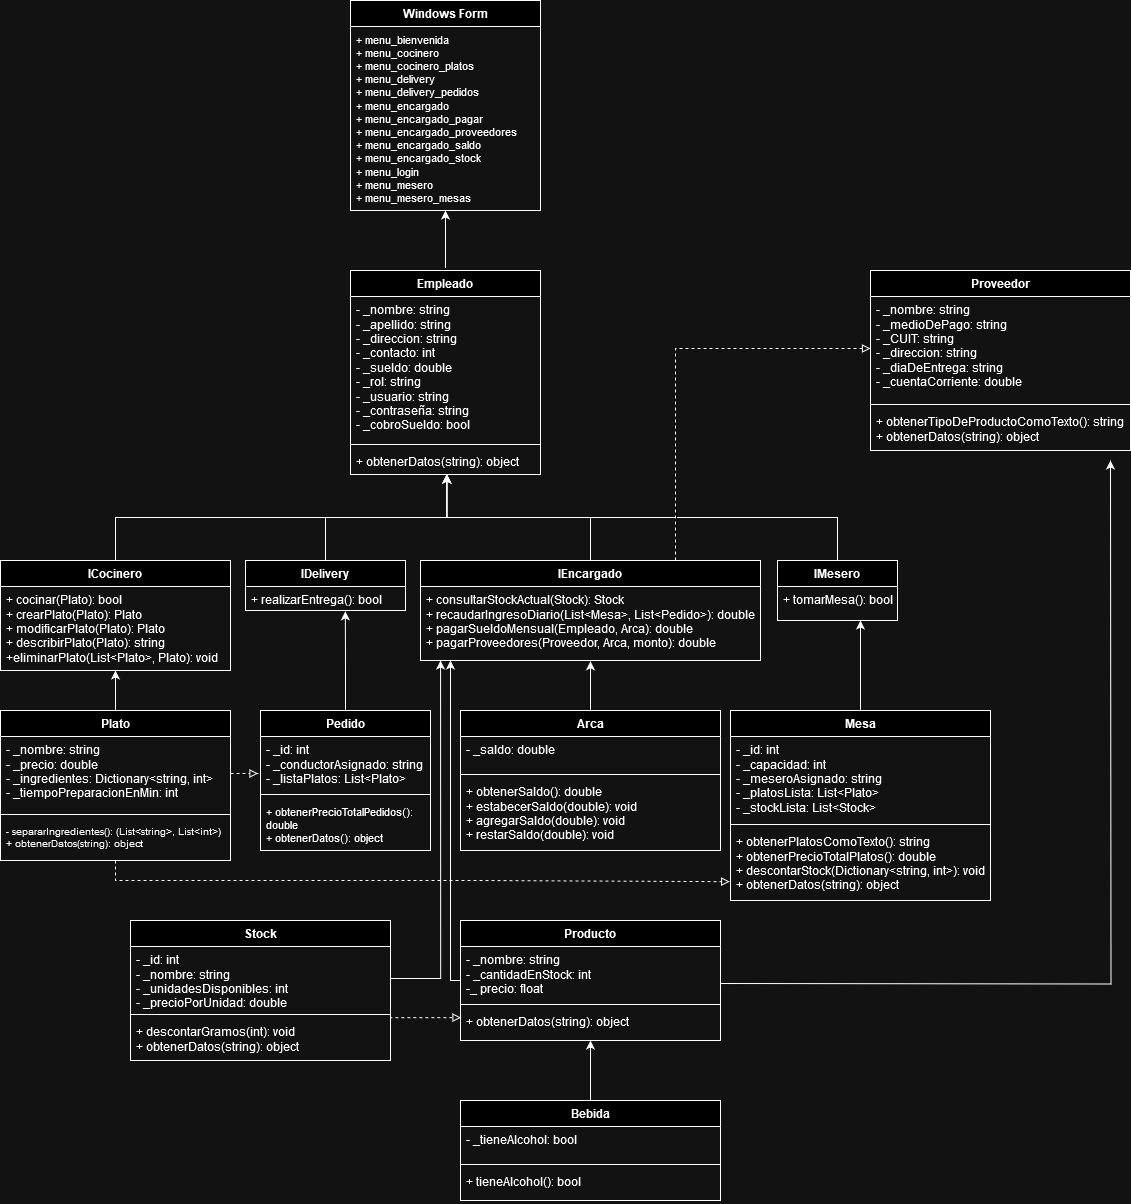 Windows Form
+ menu_bienvenida
+ menu_cocinero
+ menu_cocinero_platos
+ menu_delivery
+ menu_delivery_pedidos
+ menu_encargado
+ menu_encargado_pagar
+ menu_encargado_proveedores
+ menu_encargado_saldo
+ menu_encargado_stock
+ menu_login
+ menu_mesero
+ menu_mesero_mesas
Empleado
- _nombre: string
- _apellido: string
- _direccion: string
- _contacto: int
- _sueldo: double
- _rol: string
- _usuario: string
- _contraseña: string
- _cobroSueldo: bool
+ obtenerDatos(string): object
Proveedor
- _nombre: string
- _medioDePago: string
- _CUIT: string
- _direccion: string
- _diaDeEntrega: string
- _cuentaCorriente: double
+ obtenerTipoDeProductoComoTexto(): string
+ obtenerDatos(string): object
ICocinero
+ cocinar(Plato): bool
+ crearPlato(Plato): Plato
+ modificarPlato(Plato): Plato
+ describirPlato(Plato): string
+eliminarPlato(List<Plato>, Plato): void
IDelivery
+ realizarEntrega(): bool
IEncargado
+ consultarStockActual(Stock): Stock
+ recaudarIngresoDiario(List<Mesa>, List<Pedido>): double
+ pagarSueldoMensual(Empleado, Arca): double
+ pagarProveedores(Proveedor, Arca, monto): double
IMesero
+ tomarMesa(): bool
Plato
- _nombre: string
- _precio: double
- _ingredientes: Dictionary<string, int>
- _tiempoPreparacionEnMin: int
- separarIngredientes(): (List<string>, List<int>)
+ obtenerDatos(string): object
Pedido
- _id: int
- _conductorAsignado: string
- _listaPlatos: List<Plato>
+ obtenerPrecioTotalPedidos():
double
+ obtenerDatos(): object
Arca
- _saldo: double
+ obtenerSaldo(): double
+ estabecerSaldo(double): void
+ agregarSaldo(double): void
+ restarSaldo(double): void
Mesa
- _id: int
- _capacidad: int
- _meseroAsignado: string
- _platosLista: List<Plato>
- _stockLista: List<Stock>
+ obtenerPlatosComoTexto(): string
+ obtenerPrecioTotalPlatos(): double
+ descontarStock(Dictionary<string, int>): void
+ obtenerDatos(string): object
Stock
- _id: int
- _nombre: string
- _unidadesDisponibles: int
- _precioPorUnidad: double
+ descontarGramos(int): void
+ obtenerDatos(string): object
Producto
- _nombre: string
- _cantidadEnStock: int
-_ precio: float
+ obtenerDatos(string): object
Bebida
- _tieneAlcohol: bool
+ tieneAlcohol(): bool